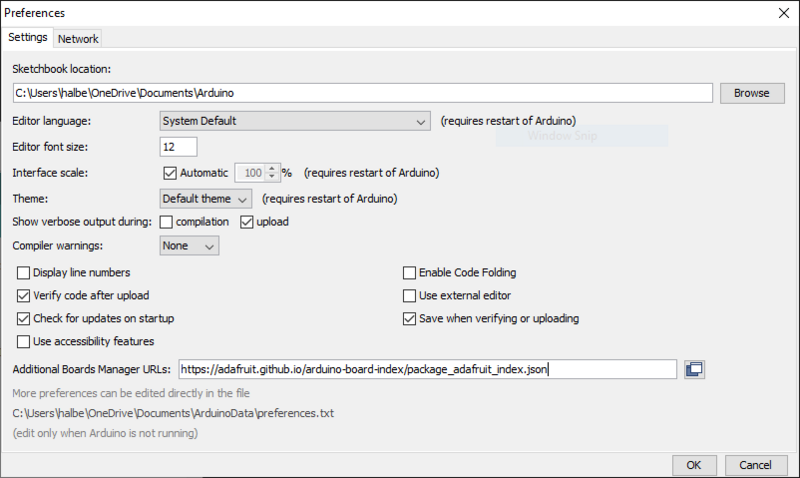 Preferences
Settings Network
Sketchbook location:
C:\Users\halbe\OneDrive\Documents\Arduino Browse
Editor language: System Default (requires restart of Arduino)
Window Snip
Editor font size: 12
Interface scale: Automatic 100 % (requires restart of Arduino)
Theme: Default theme (requires restart of Arduino)
Show verbose output during: compilation upload
Compiler warnings: None
Display line numbers Enable Code Folding
Verify code after upload Use external editor
Check for updates on startup Save when verifying or uploading
Use accessibility features
Additional Boards Manager URLs: https://adafruit.github.io/arduino-board-index/package_adafruit_index.json
More preferences can be edited directly in the file
C:\Users\halbe\OneDrive\Documents\ArduinoData\preferences.txt
(edit only when Arduino is not running)
OK Cancel